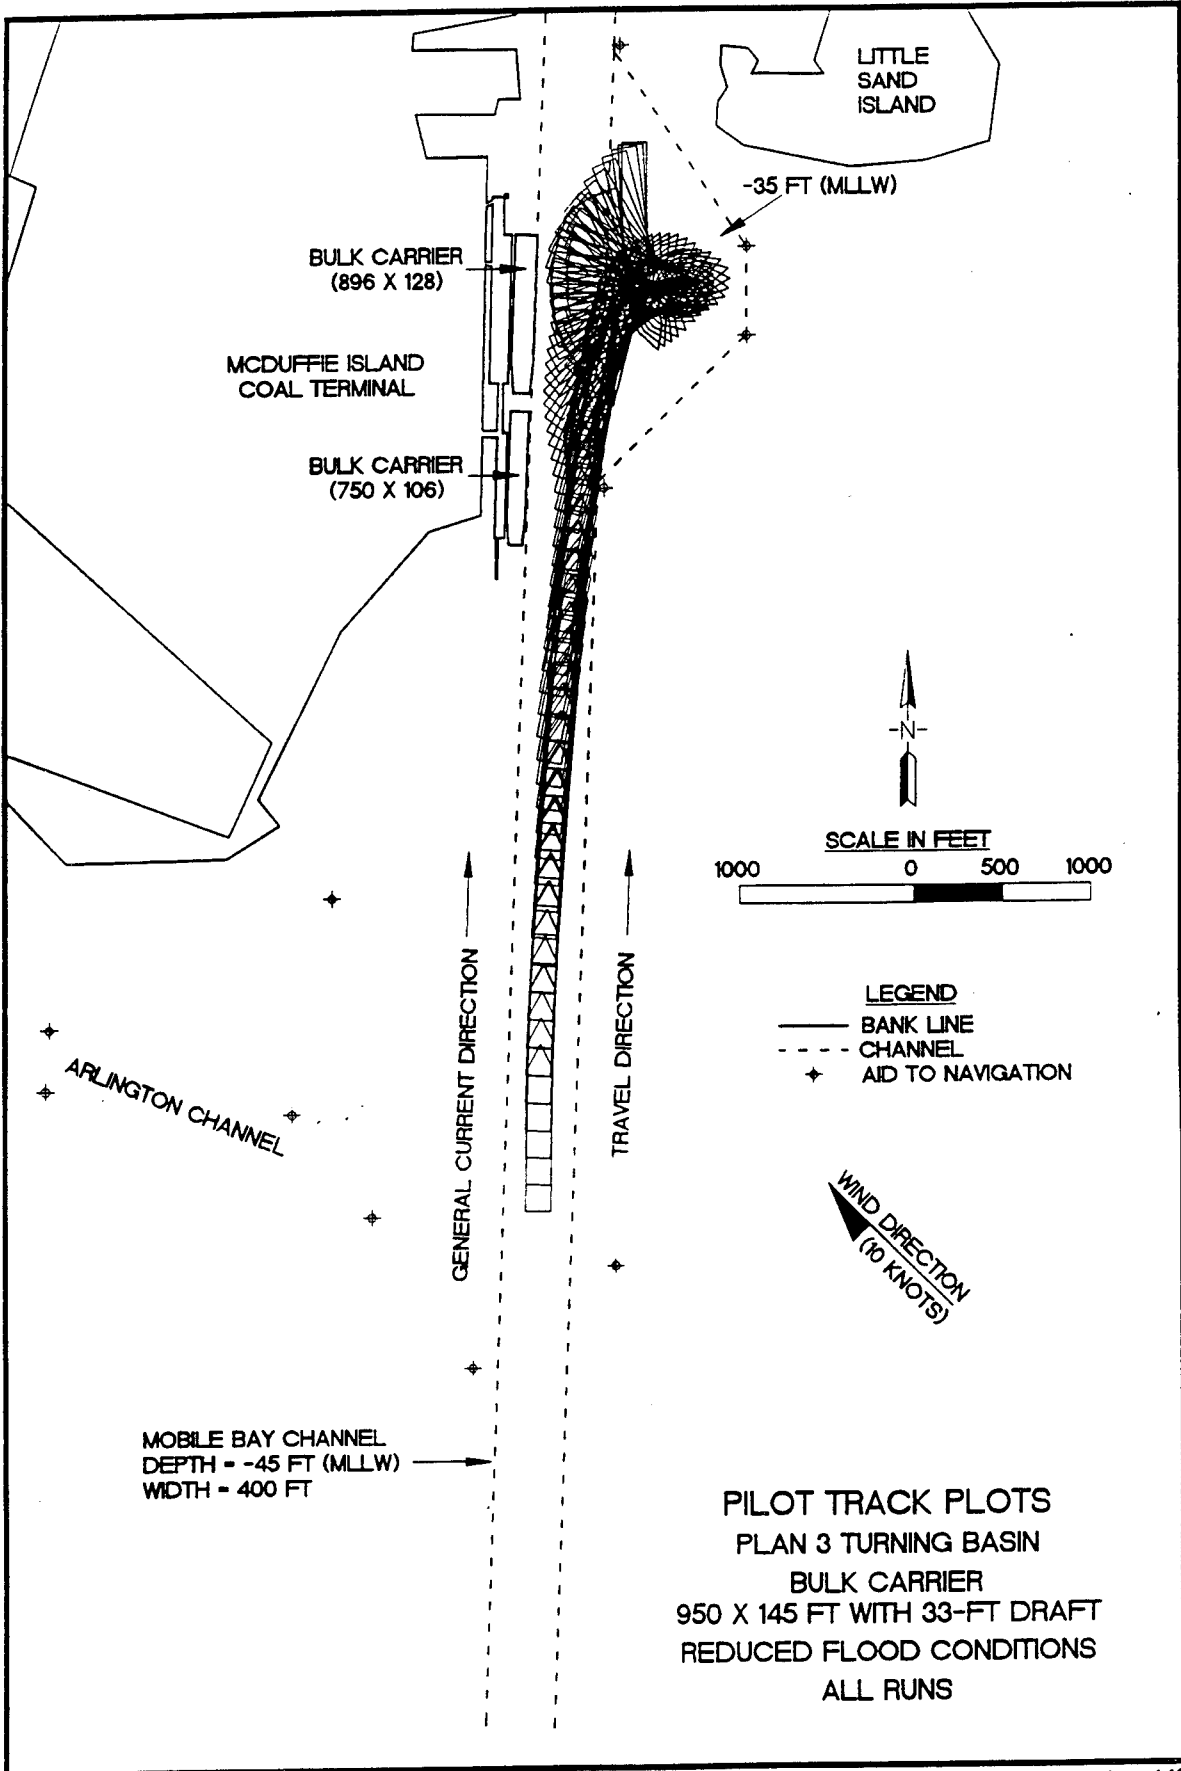 LITTLE
SAND
ISLAND
-35 FT (MLLW)
BULK CARRIER
(896 X 128)
MCDUFFIE ISLAND
COAL TERMINAL
BULK CARRIER
(750 X 106)
-N-
SCALE IN FEET
1000 0 500 1000
GENERAL CURRENT DIRECTION
TRAVEL DIRECTION
LEGEND
BANK LINE
CHANNEL
AID TO NAVIGATION
ARLINGTON CHANNEL
WIND DIRECTION
(10 KNOTS)
MOBILE BAY CHANNEL
DEPTH = -45 FT (MLLW)
WIDTH = 400 FT
PILOT TRACK PLOTS
PLAN 3 TURNING BASIN
BULK CARRIER
950 X 145 FT WITH 33-FT DRAFT
REDUCED FLOOD CONDITIONS
ALL RUNS